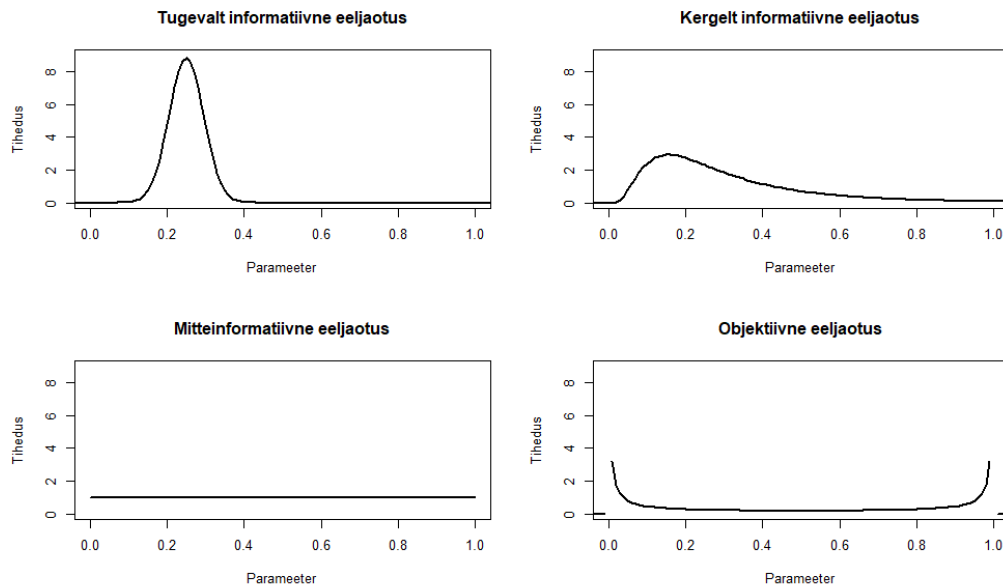 Tugevalt informatiivne eeljaotus
Tihedus
0 2 4 6 8
0.0 0.2 0.4 0.6 0.8 1.0
Parameeter
Kergelt informatiivne eeljaotus
Tihedus
0 2 4 6 8
0.0 0.2 0.4 0.6 0.8 1.0
Parameeter
Mitteinformatiivne eeljaotus
Tihedus
0 2 4 6 8
0.0 0.2 0.4 0.6 0.8 1.0
Parameeter
Objektiivne eeljaotus
Tihedus
0 2 4 6 8
0.0 0.2 0.4 0.6 0.8 1.0
Parameeter